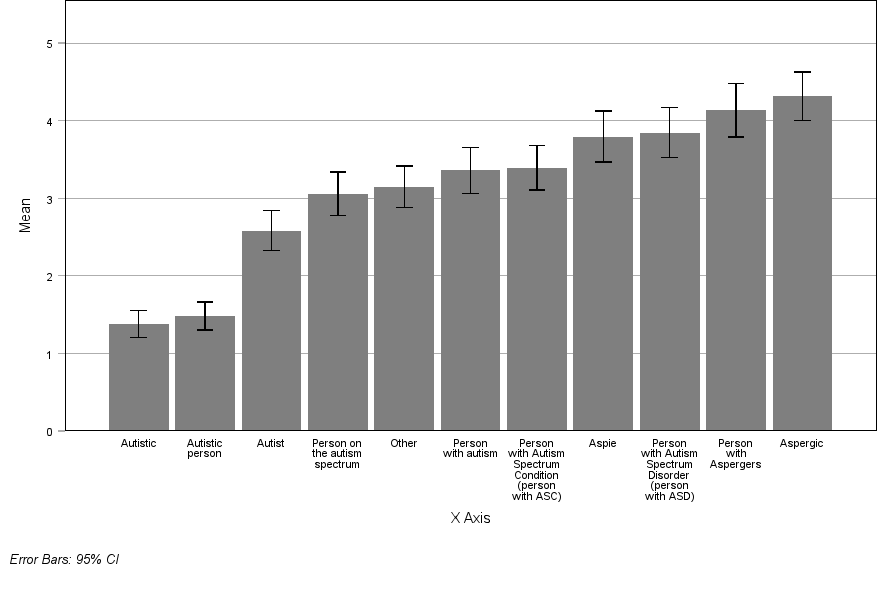 5
4
3
2
1
0
Mean
Autistic
Autistic
person
Autist
Person on
the autism
spectrum
Other
Person
with autism
Person
with Autism
Spectrum
Condition
(person
with ASC)
Aspie
Person
with Autism
Spectrum
Disorder
(person
with ASD)
Person
with
Aspergers
Aspergic
X Axis
Error Bars: 95% CI